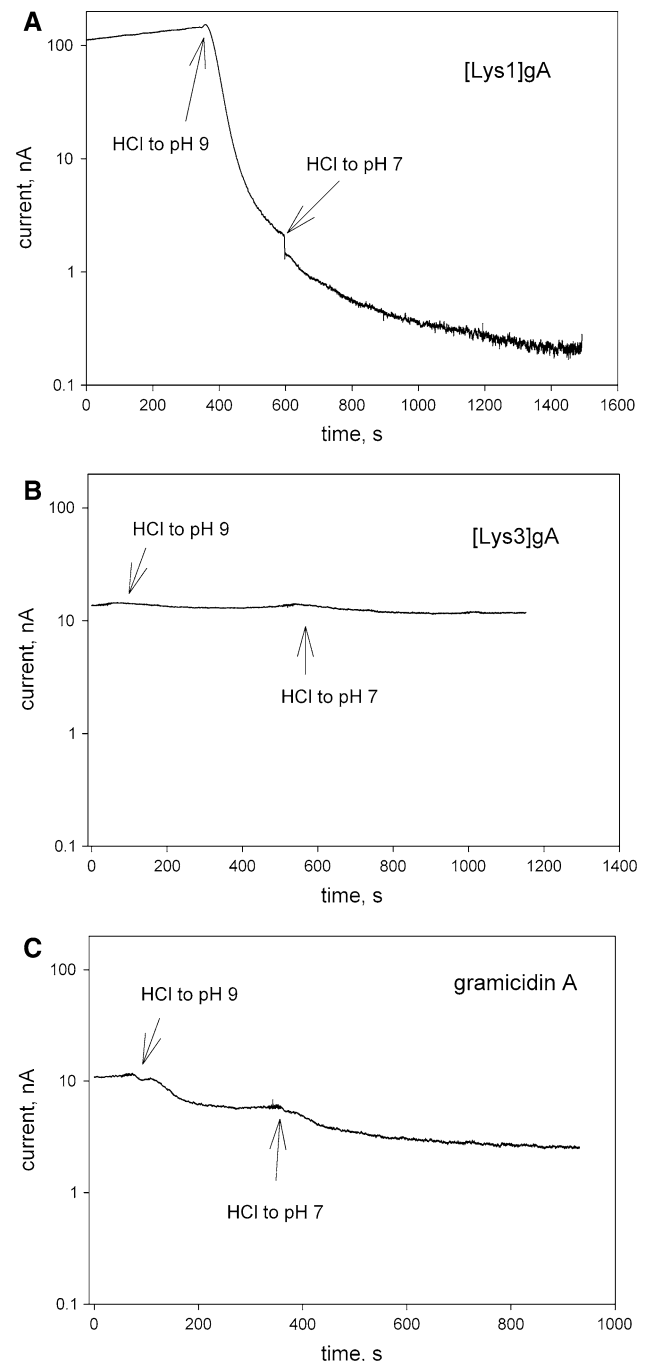 A
[Lys1]gA
HCl to pH 9
HCl to pH 7
current, nA
100
10
1
0.1
0 200 400 600 800 1000 1200 1400 1600
time, s
B
[Lys3]gA
HCl to pH 9
HCl to pH 7
current, nA
100
10
1
0.1
0 200 400 600 800 1000 1200 1400
time, s
C
gramicidin A
HCl to pH 9
HCl to pH 7
current, nA
100
10
1
0.1
0 200 400 600 800 1000
time, s